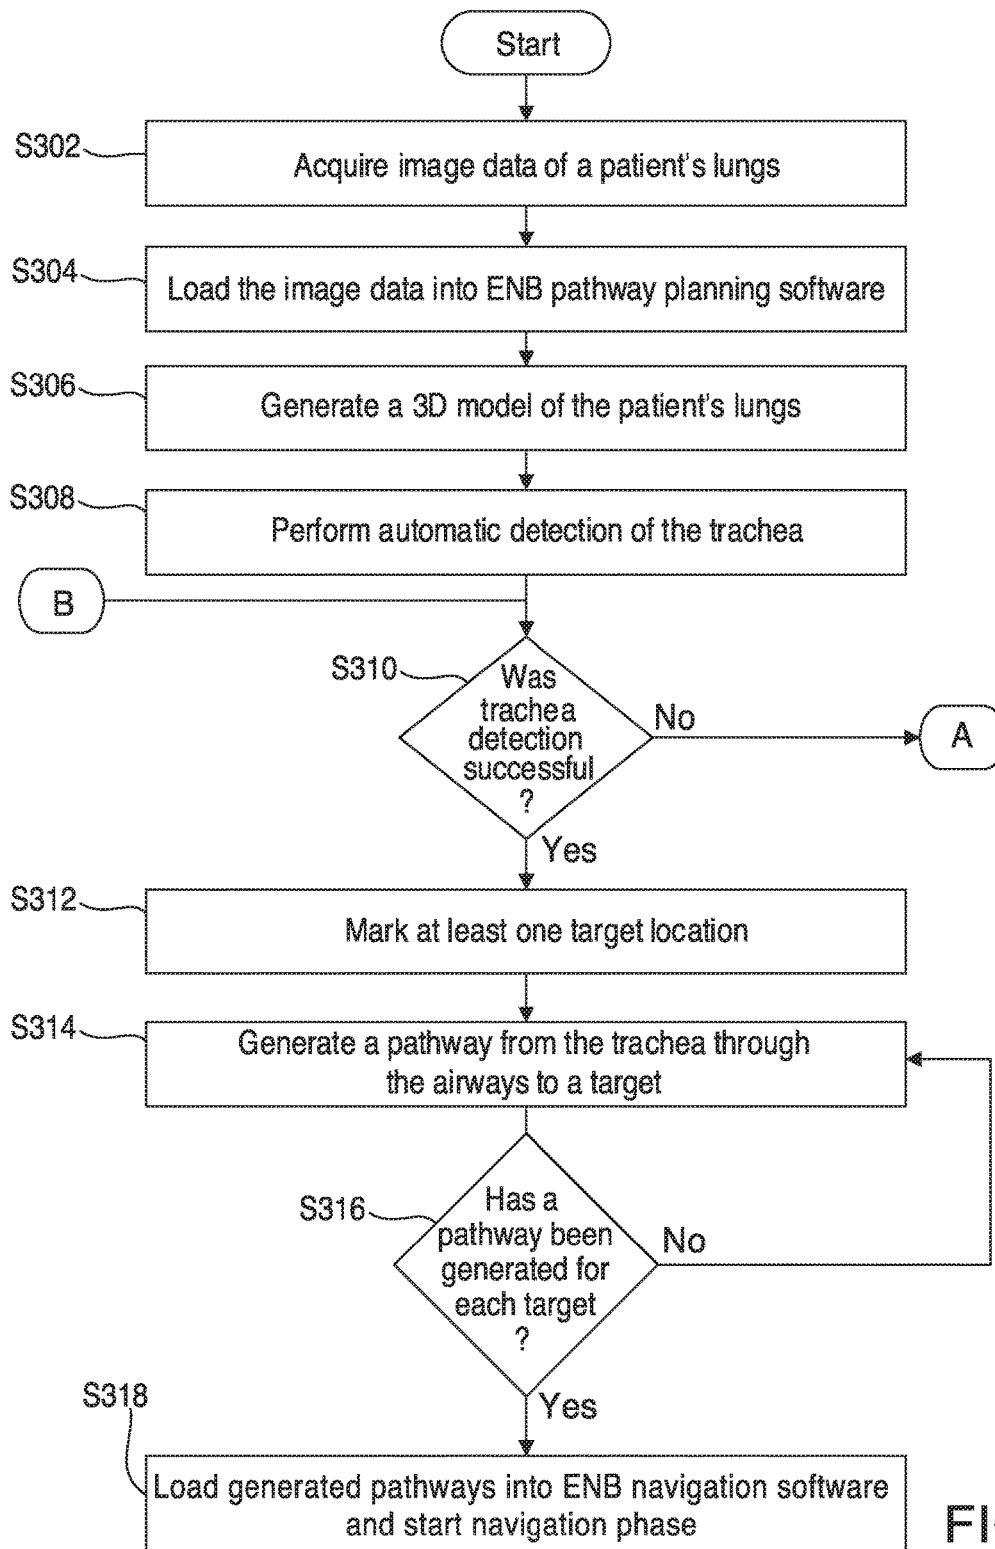 Start
S302
Acquire image data of a patient's lungs
S304
Load the image data into ENB pathway planning software
S306
Generate a 3D model of the patient's lungs
S308
Perform automatic detection of the trachea
B
S310
Was
trachea
detection
successful
?
No
A
Yes
S312
Mark at least one target location
S314
Generate a pathway from the trachea through
the airways to a target
S316
Has a
pathway been
generated for
each target
?
No
Yes
S318
Load generated pathways into ENB navigation software
and start navigation phase